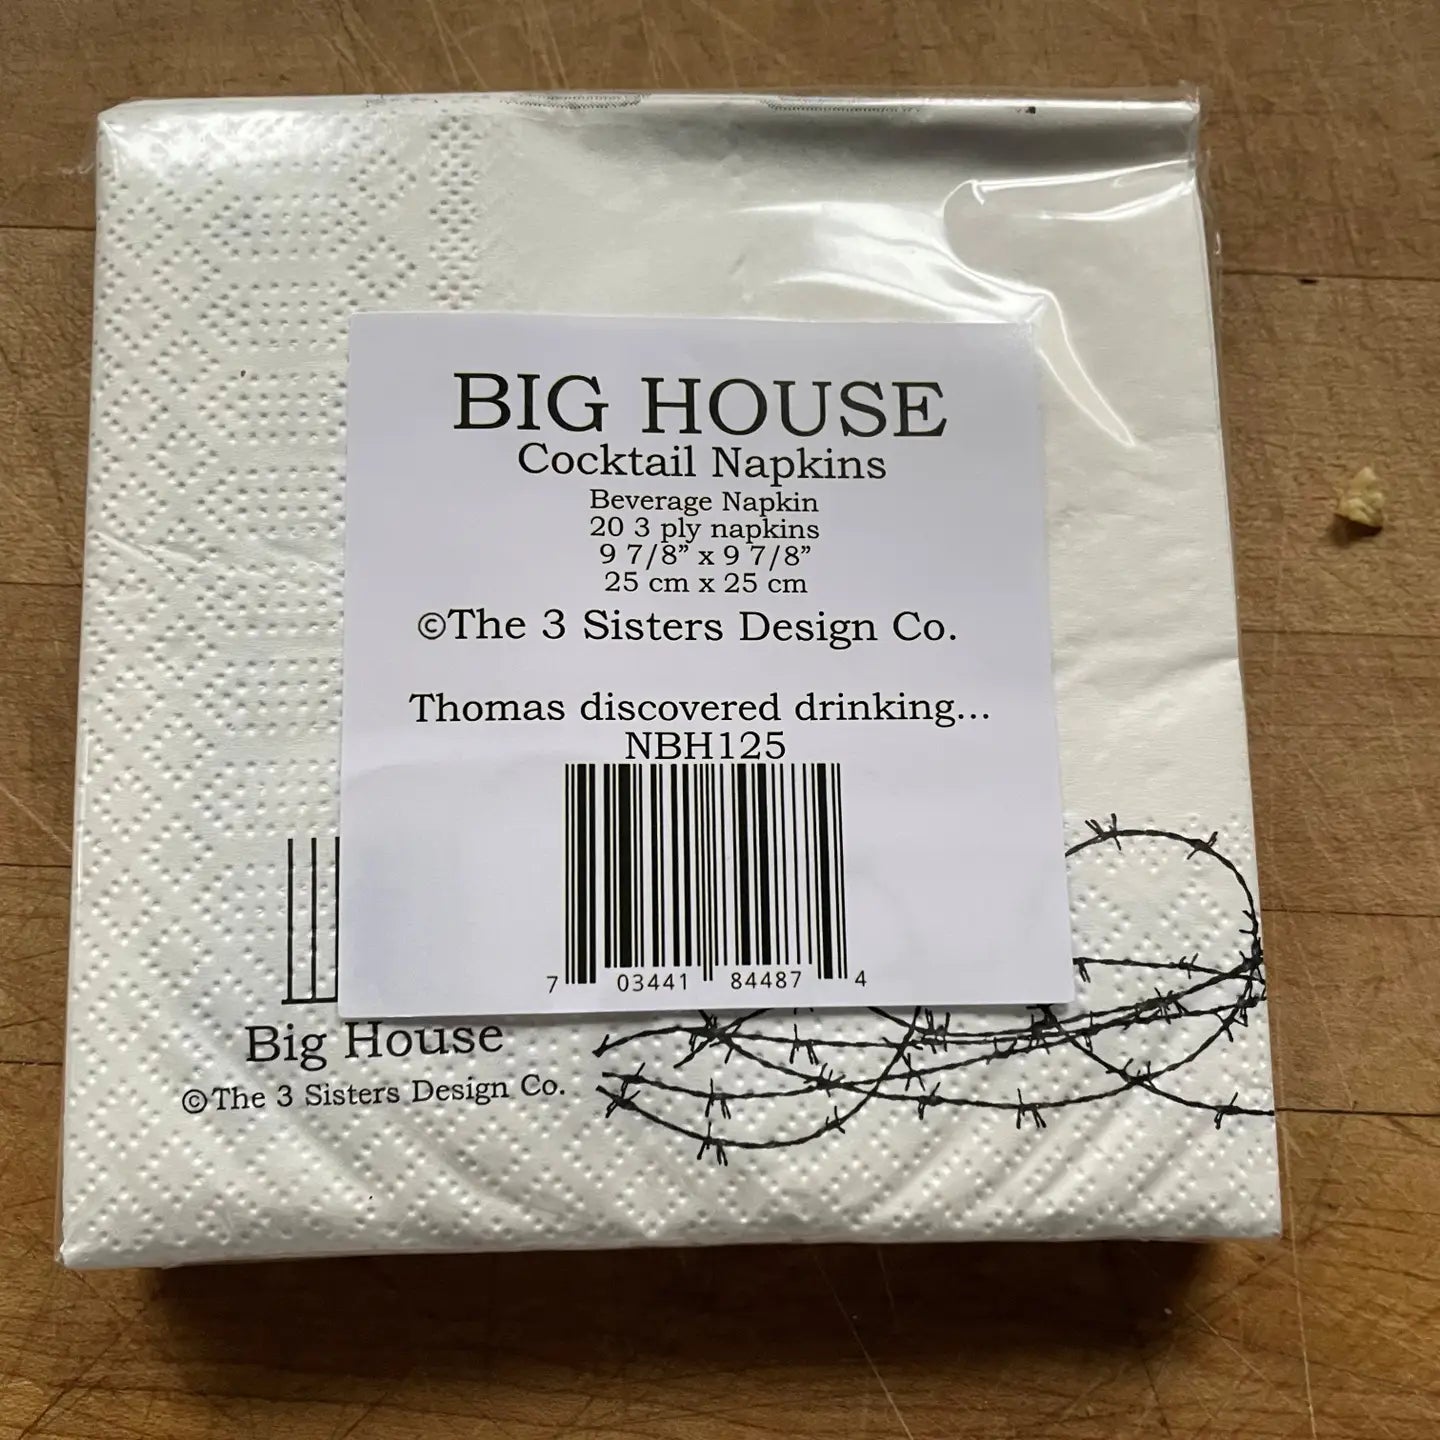 BIG HOUSE
Cocktail Napkins
Beverage Napkin
20 3 ply napkins
9 7/8” x 9 7/8”
25 cm x 25 cm
©The 3 Sisters Design Co.
Thomas discovered drinking...
NBH125
7 03441 84487 4
Big House
©The 3 Sisters Design Co.